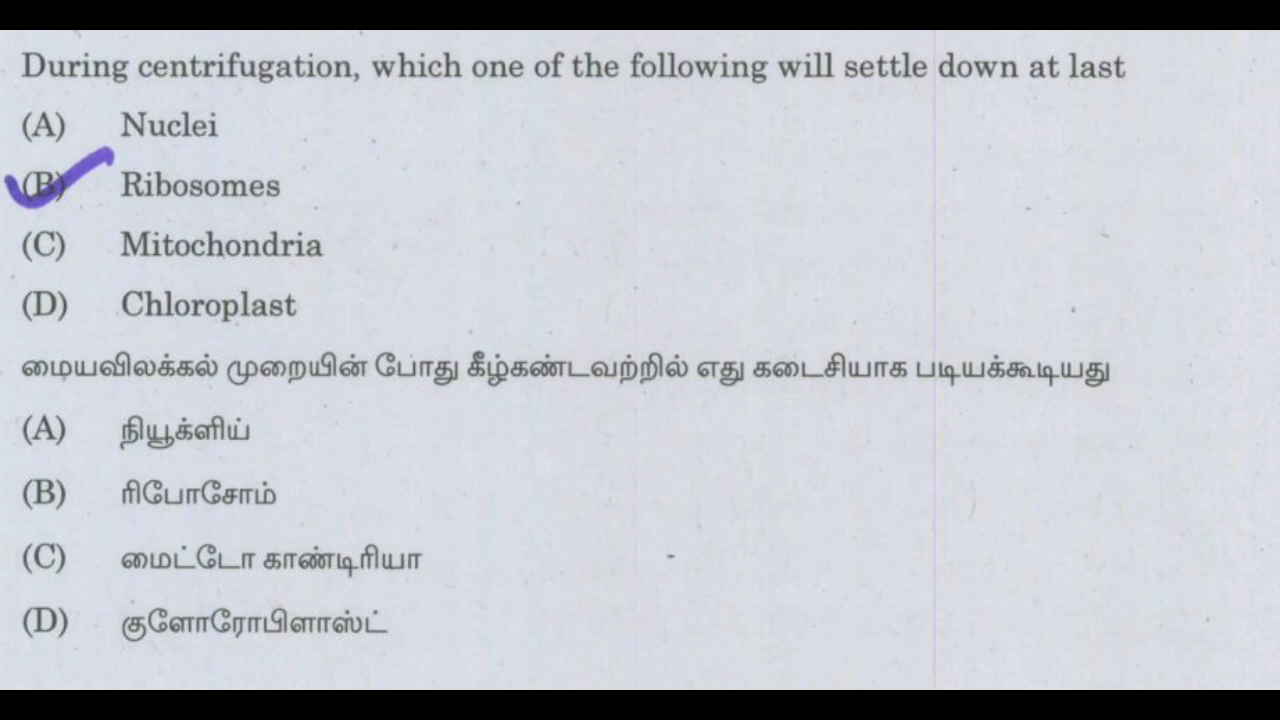 During centrifugation, which one of the following will settle down at last
(A) Nuclei
(B) Ribosomes
(C) Mitochondria
(D) Chloroplast
மையவிலக்கல் முறையின் போது கீழ்கண்டவற்றில் எது கடைசியாக படியக்கூடியது
(A) நியூக்ளிய்
(B) ரிபோசோம்
(C) மைட்டோ காண்டிரியா
(D) குளோரோபிளாஸ்ட்